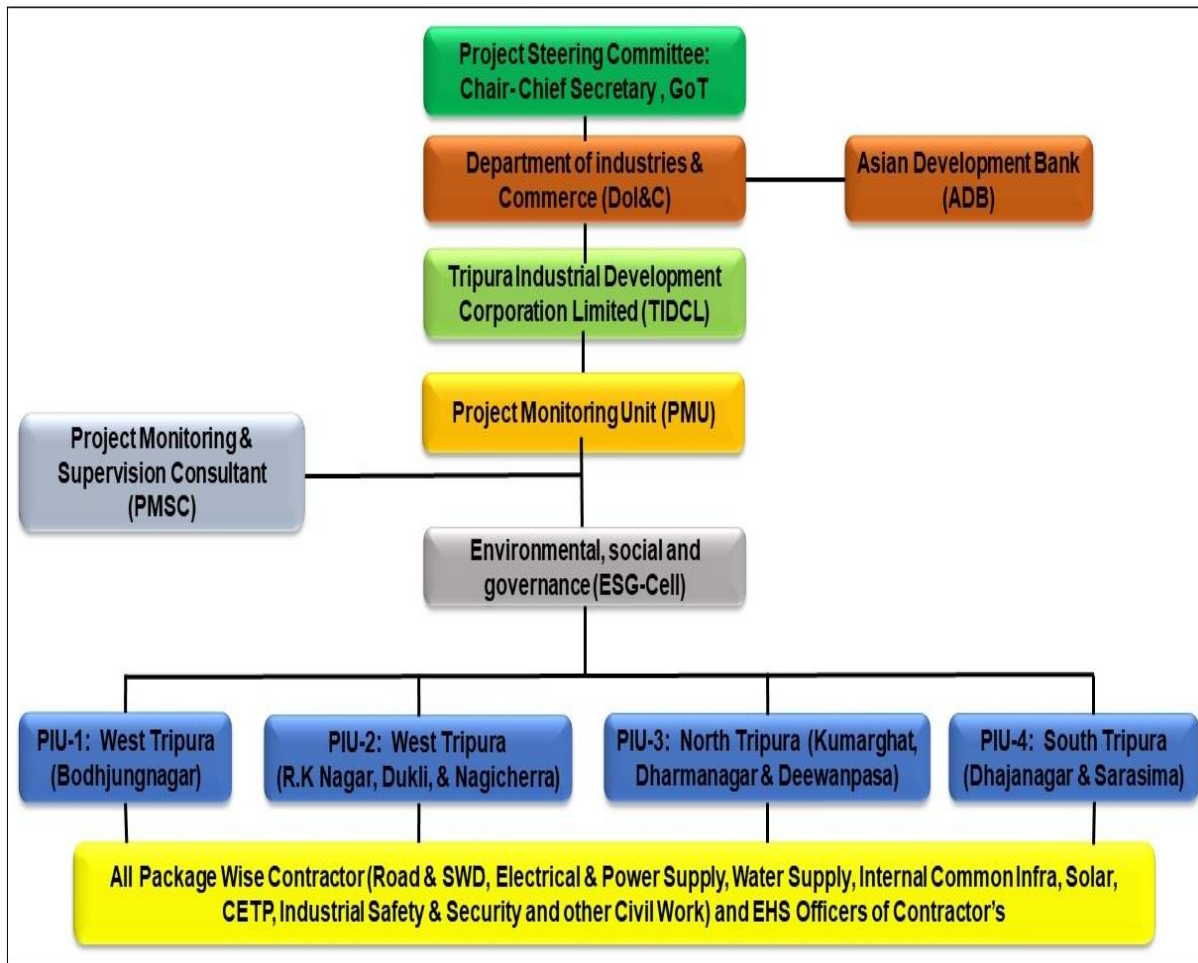 Project Steering Committee:
Chair- Chief Secretary , GoT
Department of industries &
Commerce (DoI&C)
Asian Development Bank
(ADB)
Tripura Industrial Development
Corporation Limited (TIDCL)
Project Monitoring Unit (PMU)
Project Monitoring &
Supervision Consultant
(PMSC)
Environmental, social and
governance (ESG-Cell)
PIU-1: West Tripura
(Bodhjungnagar)
PIU-2: West Tripura
(R.K Nagar, Dukli, & Nagicherra)
PIU-3: North Tripura (Kumarghat,
Dharmanagar & Deewanpasa)
PIU-4: South Tripura
(Dhajanagar & Sarasima)
All Package Wise Contractor (Road & SWD, Electrical & Power Supply, Water Supply, Internal Common Infra, Solar,
CETP, Industrial Safety & Security and other Civil Work) and EHS Officers of Contractor's